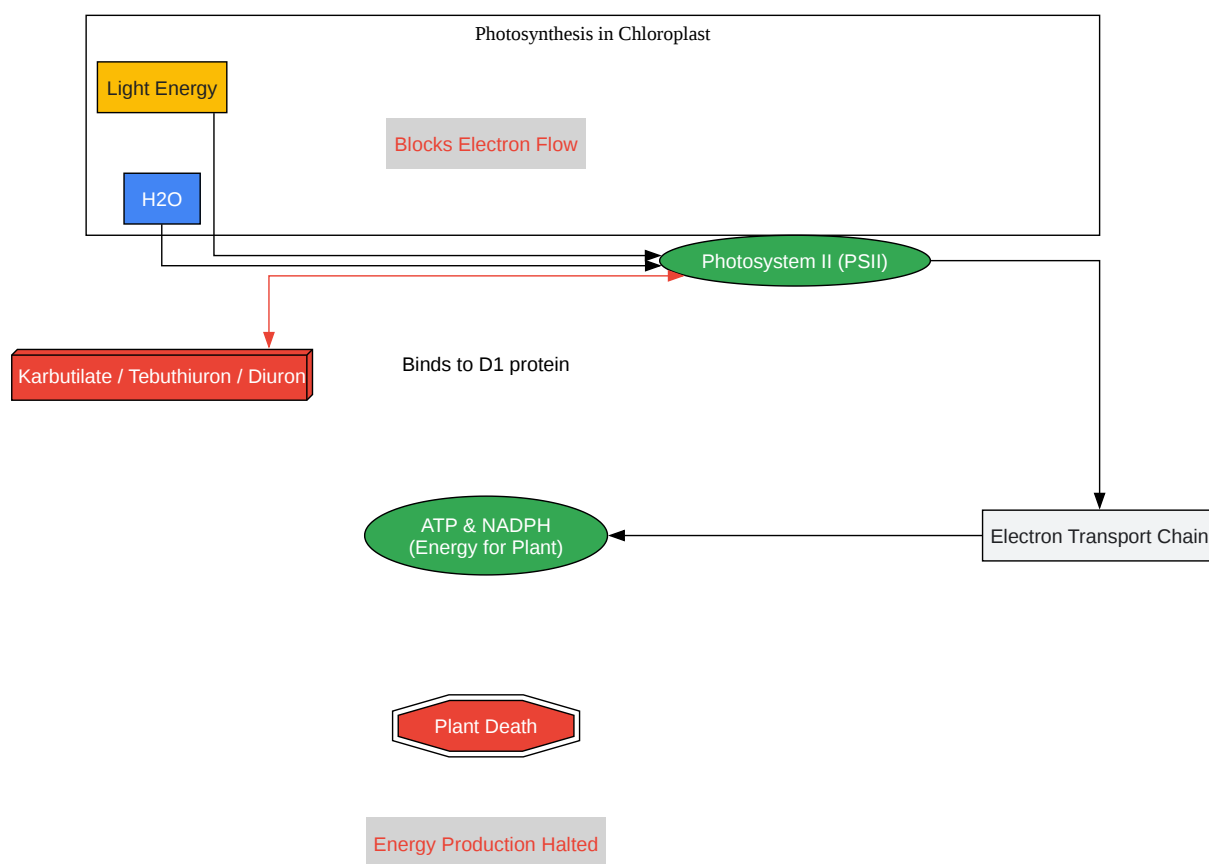 Photosynthesis in Chloroplast
Light Energy
Blocks Electron Flow
H2O
Photosystem II (PSII)
Karbutilate / Tebuthiuron / Diuron
Binds to D1 protein
ATP & NADPH
(Energy for Plant)
Electron Transport Chain
Plant Death
Energy Production Halted